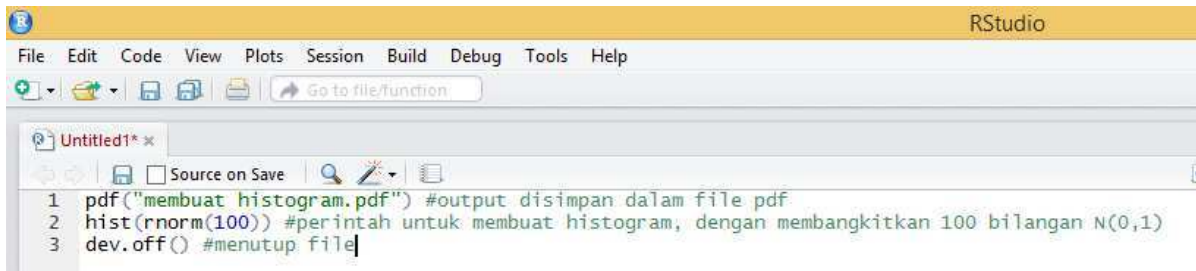 RStudio
File Edit Code View Plots Session Build Debug Tools Help
Go to file/function
Untitled1*
Source on Save
1 pdf("membuat histogram.pdf") #output disimpan dalam file pdf
2 hist(rnorm(100)) #perintah untuk membuat histogram, dengan membangkitkan 100 bilangan N(0,1)
3 dev.off() #menutup file